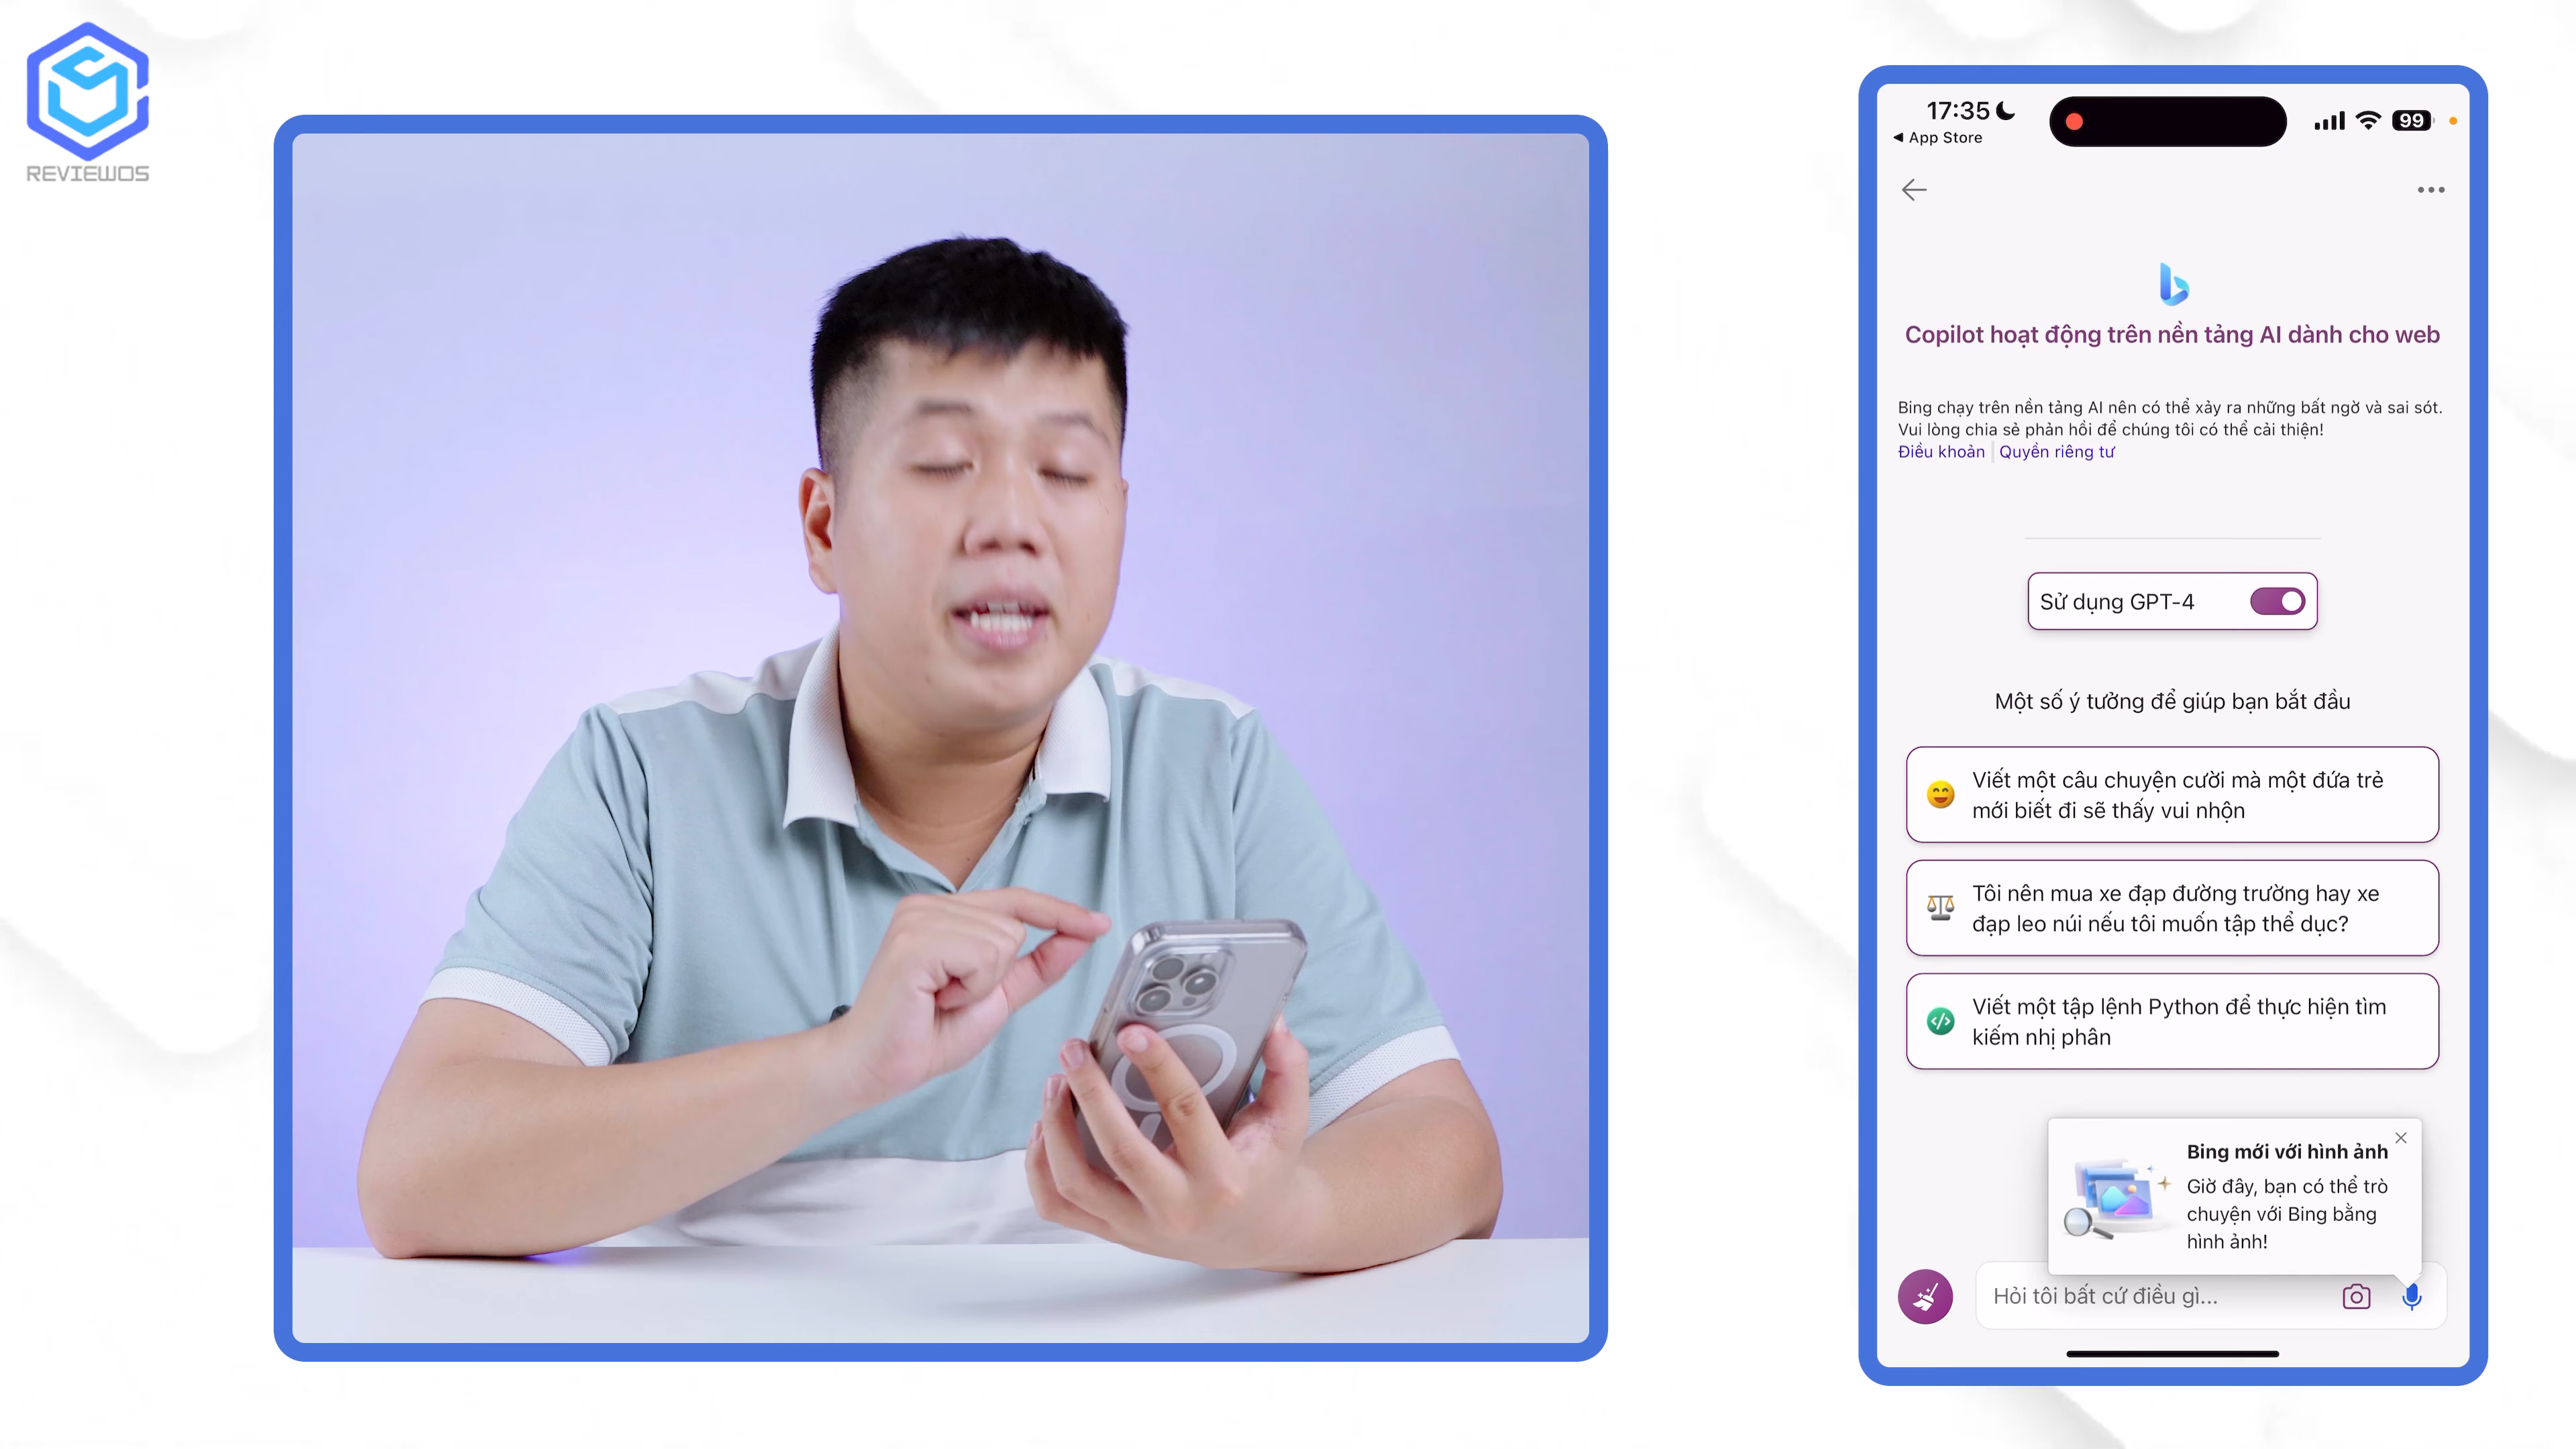 REVIEWOS
17:35
99
◀ App Store
Copilot hoạt động trên nền tảng AI dành cho web
Bing chạy trên nền tảng AI nên có thể xảy ra những bất ngờ và sai sót.
Vui lòng chia sẻ phản hồi để chúng tôi có thể cải thiện!
Điều khoản | Quyền riêng tư
Sử dụng GPT-4
Một số ý tưởng để giúp bạn bắt đầu
Viết một câu chuyện cười mà một đứa trẻ
mới biết đi sẽ thấy vui nhộn
Tôi nên mua xe đạp đường trường hay xe
đạp leo núi nếu tôi muốn tập thể dục?
Viết một tập lệnh Python để thực hiện tìm
kiếm nhị phân
Bing mới với hình ảnh
Giờ đây, bạn có thể trò
chuyện với Bing bằng
hình ảnh!
Hỏi tôi bất cứ điều gì...